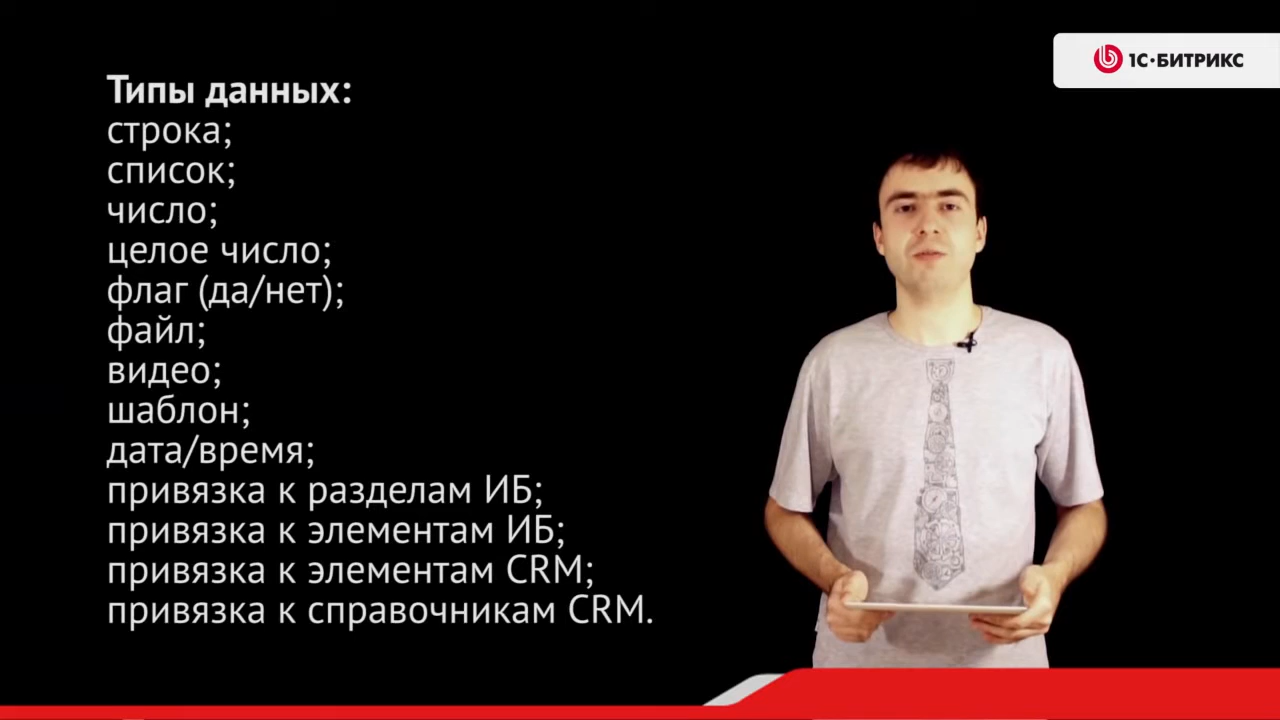 1С·БИТРИКС
Типы данных:
строка;
список;
число;
целое число;
флаг (да/нет);
файл;
видео;
шаблон;
дата/время;
привязка к разделам ИБ;
привязка к элементам ИБ;
привязка к элементам CRM;
привязка к справочникам CRM.